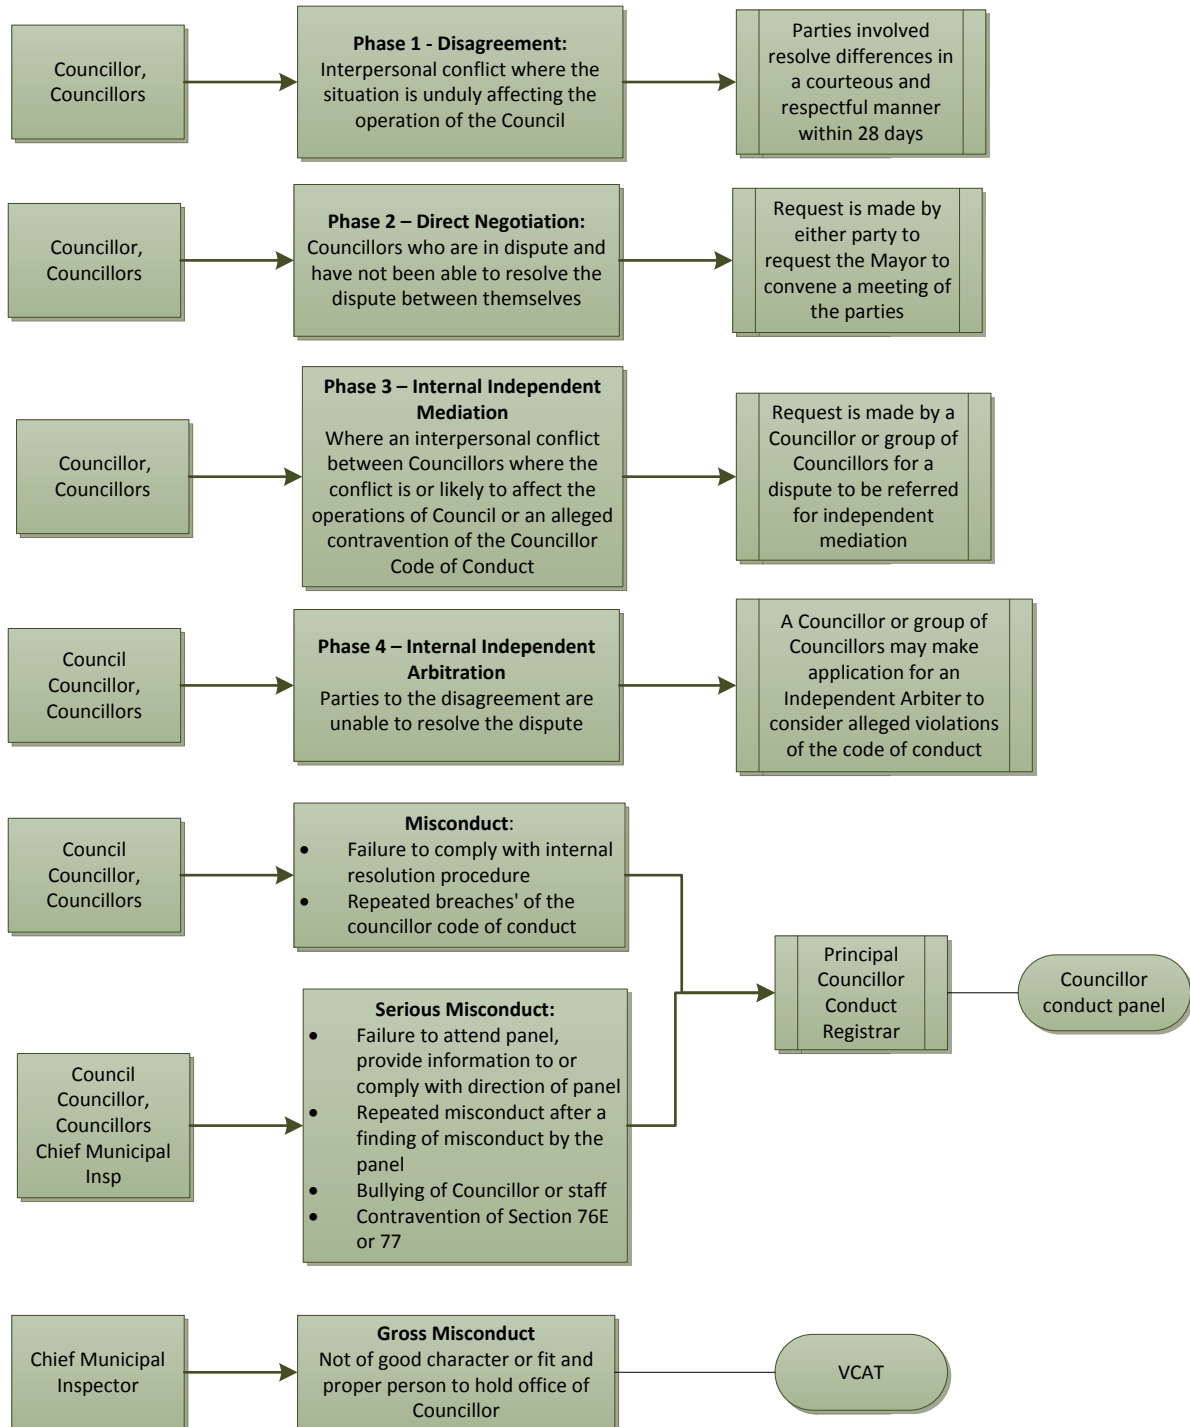 Councillor,
Councillors
Phase 1 - Disagreement:
Interpersonal conflict where the
situation is unduly affecting the
operation of the Council
Parties involved
resolve differences in
a courteous and
respectful manner
within 28 days
Councillor,
Councillors
Phase 2 – Direct Negotiation:
Councillors who are in dispute and
have not been able to resolve the
dispute between themselves
Request is made by
either party to
request the Mayor to
convene a meeting of
the parties
Councillor,
Councillors
Phase 3 – Internal Independent
Mediation
Where an interpersonal conflict
between Councillors where the
conflict is or likely to affect the
operations of Council or an alleged
contravention of the Councillor
Code of Conduct
Request is made by a
Councillor or group of
Councillors for a
dispute to be referred
for independent
mediation
Council
Councillor,
Councillors
Phase 4 – Internal Independent
Arbitration
Parties to the disagreement are
unable to resolve the dispute
A Councillor or group of
Councillors may make
application for an
Independent Arbiter to
consider alleged violations
of the code of conduct
Council
Councillor,
Councillors
Misconduct:
• Failure to comply with internal
resolution procedure
• Repeated breaches' of the
councillor code of conduct
Principal
Councillor
Conduct
Registrar
Councillor
conduct panel
Council
Councillor,
Councillors
Chief Municipal
Insp
Serious Misconduct:
• Failure to attend panel,
provide information to or
comply with direction of panel
• Repeated misconduct after a
finding of misconduct by the
panel
• Bullying of Councillor or staff
• Contravention of Section 76E
or 77
Chief Municipal
Inspector
Gross Misconduct
Not of good character or fit and
proper person to hold office of
Councillor
VCAT